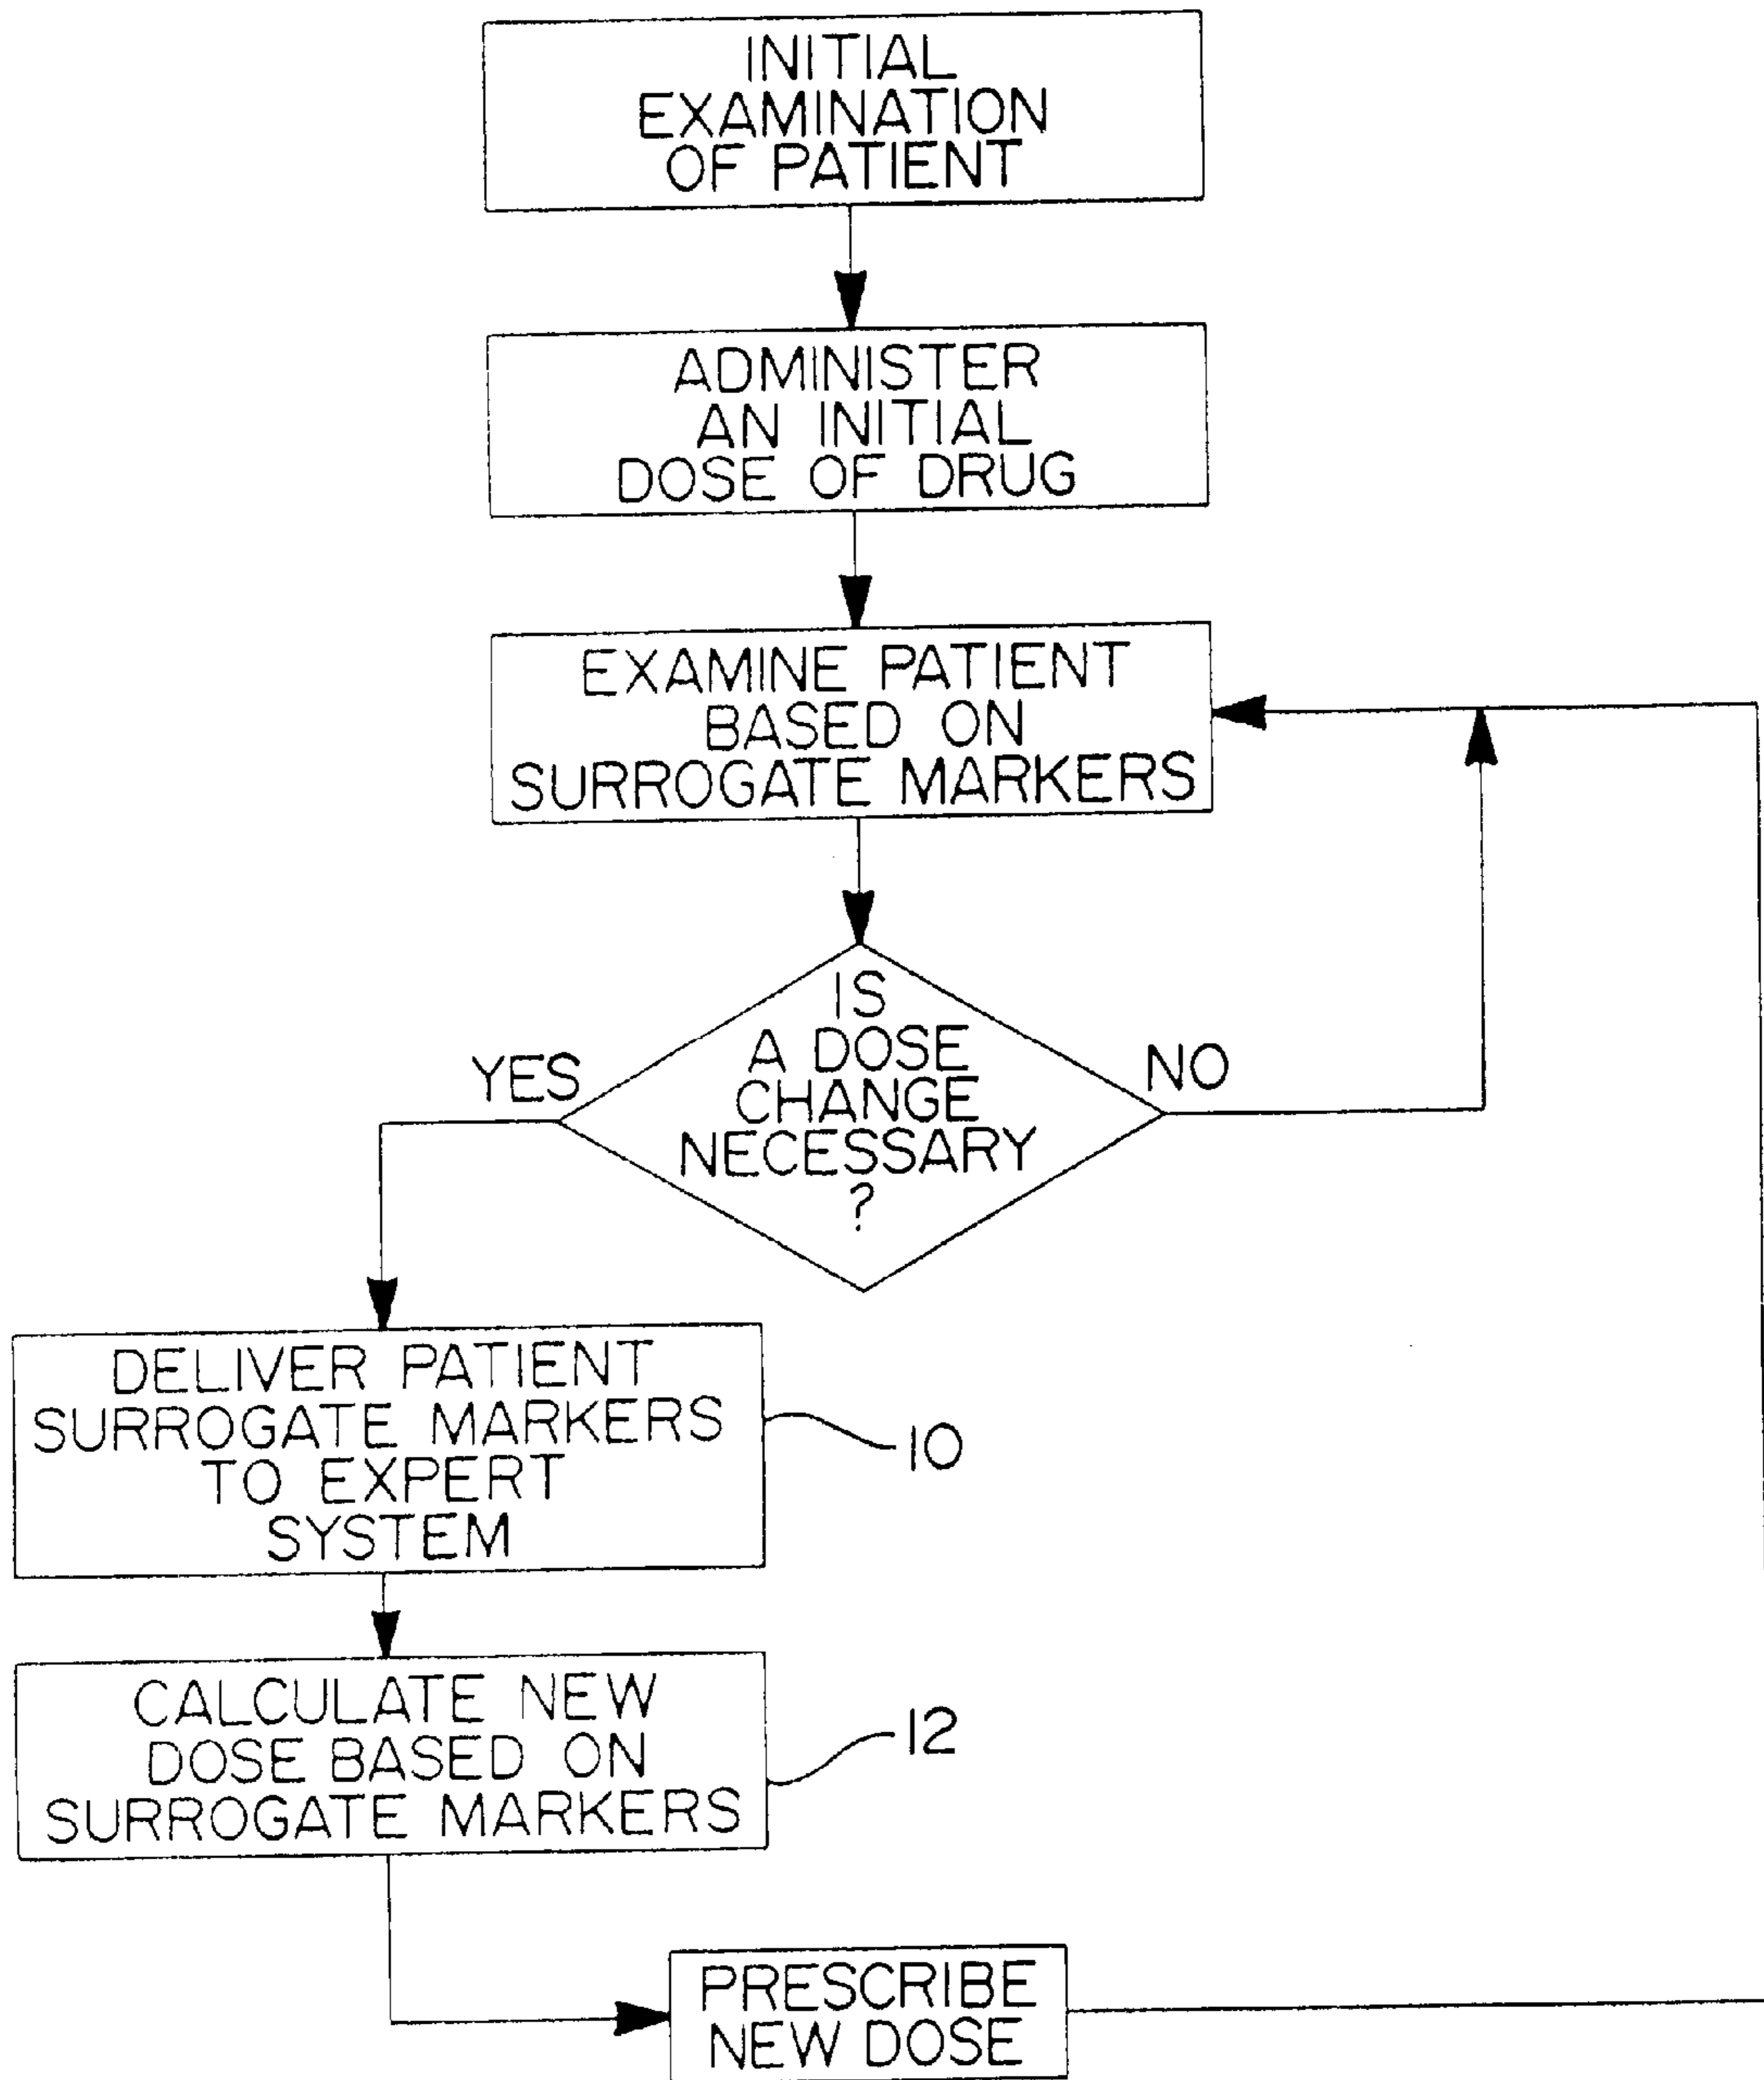 INITIAL
EXAMINATION
OF PATIENT
ADMINISTER
AN INITIAL
DOSE OF DRUG
EXAMINE PATIENT
BASED ON
SURROGATE MARKERS
IS
A DOSE
CHANGE
NECESSARY
?
YES
NO
DELIVER PATIENT
SURROGATE MARKERS
TO EXPERT
SYSTEM
10
CALCULATE NEW
DOSE BASED ON
SURROGATE MARKERS
12
PRESCRIBE
NEW DOSE